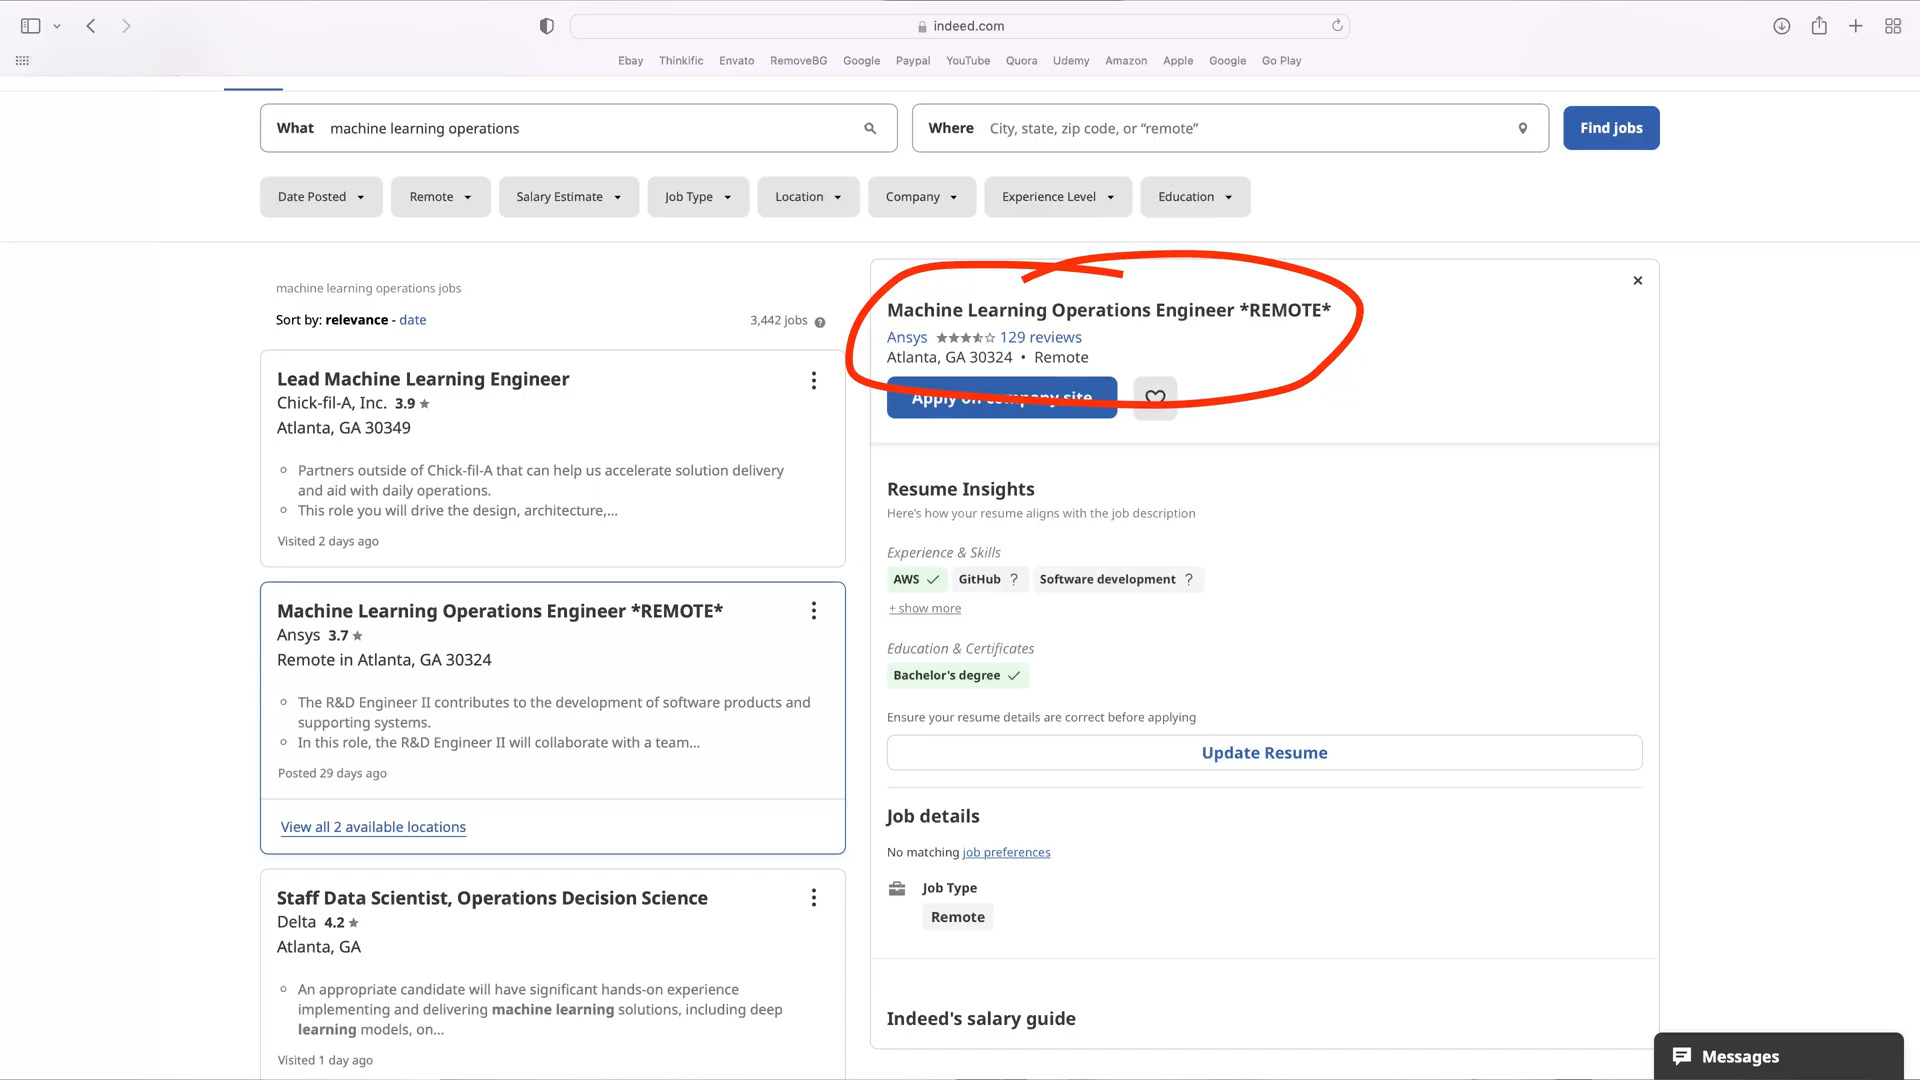 indeed.com
Ebay Thinkific Envato RemoveBG Google Paypal YouTube Quora Udemy Amazon Apple Google Go Play
What machine learning operations
Where City, state, zip code, or “remote”
Find jobs
Date Posted Remote Salary Estimate Job Type Location Company Experience Level Education
machine learning operations jobs
Sort by: relevance - date
3,442 jobs
Lead Machine Learning Engineer
Chick-fil-A, Inc. 3.9
Atlanta, GA 30349
Partners outside of Chick-fil-A that can help us accelerate solution delivery
and aid with daily operations.
This role you will drive the design, architecture,...
Visited 2 days ago
Machine Learning Operations Engineer *REMOTE*
Ansys 3.7
Remote in Atlanta, GA 30324
The R&D Engineer II contributes to the development of software products and
supporting systems.
In this role, the R&D Engineer II will collaborate with a team...
Posted 29 days ago
View all 2 available locations
Staff Data Scientist, Operations Decision Science
Delta 4.2
Atlanta, GA
An appropriate candidate will have significant hands-on experience
implementing and delivering machine learning solutions, including deep
learning models, on...
Visited 1 day ago
Machine Learning Operations Engineer *REMOTE*
Ansys 129 reviews
Atlanta, GA 30324 • Remote
Apply on company site
Resume Insights
Here's how your resume aligns with the job description
Experience & Skills
AWS GitHub ? Software development ?
+ show more
Education & Certificates
Bachelor's degree
Ensure your resume details are correct before applying
Update Resume
Job details
No matching job preferences
Job Type
Remote
Indeed's salary guide
Messages